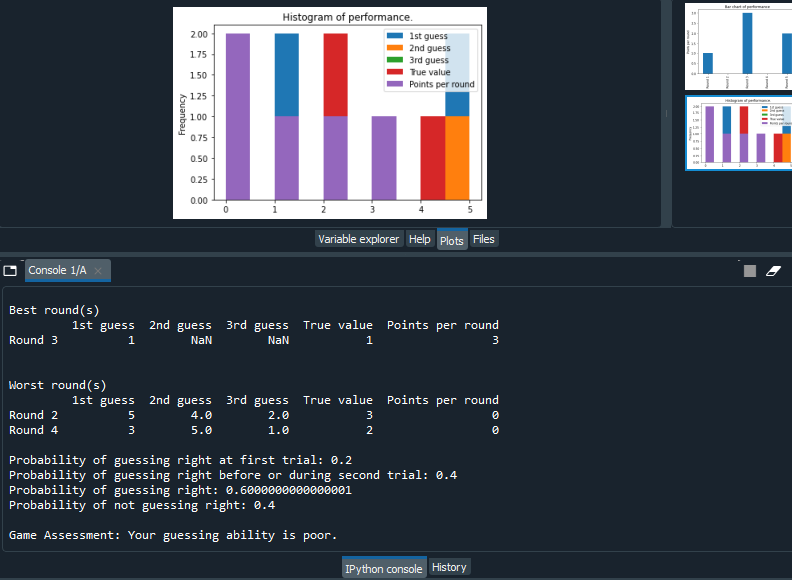 Histogram of performance.
2.00
1.75
1.50
1.25
1.00
0.75
0.50
0.25
0.00
Frequency
1st guess
2nd guess
3rd guess
True value
Points per round
0 1 2 3 4 5
Bar chart of performance
Histogram of performance
Variable explorer Help Plots Files
Console 1/A
Best round(s)
1st guess 2nd guess 3rd guess True value Points per round
Round 3 1 NaN NaN 1 3
Worst round(s)
1st guess 2nd guess 3rd guess True value Points per round
Round 2 5 4.0 2.0 3 0
Round 4 3 5.0 1.0 2 0
Probability of guessing right at first trial: 0.2
Probability of guessing right before or during second trial: 0.4
Probability of guessing right: 0.6000000000000001
Probability of not guessing right: 0.4
Game Assessment: Your guessing ability is poor.
IPython console History